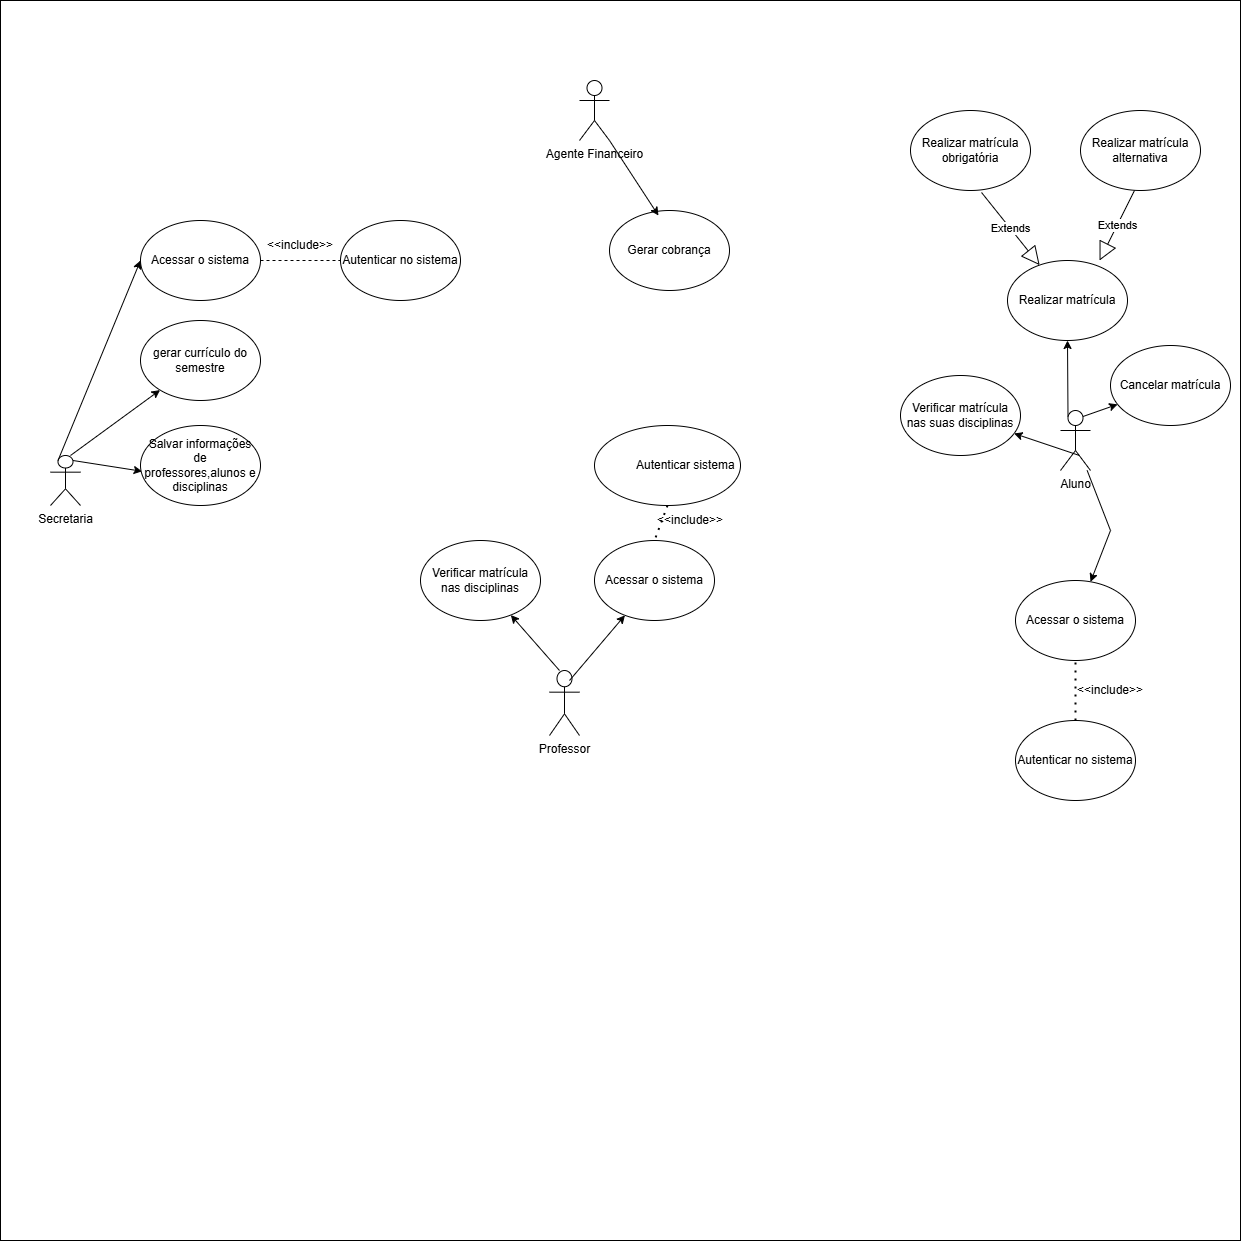 Agente Financeiro
Gerar cobrança
Realizar matrícula
obrigatória
Realizar matrícula
alternativa
Extends
Extends
Realizar matrícula
Acessar o sistema
<<include>>
Autenticar no sistema
gerar currículo do
semestre
Salvar informações
de
professores,alunos e
disciplinas
Secretaria
Cancelar matrícula
Verificar matrícula
nas suas disciplinas
Aluno
Autenticar sistema
<<include>>
Verificar matrícula
nas disciplinas
Acessar o sistema
Professor
Acessar o sistema
<<include>>
Autenticar no sistema